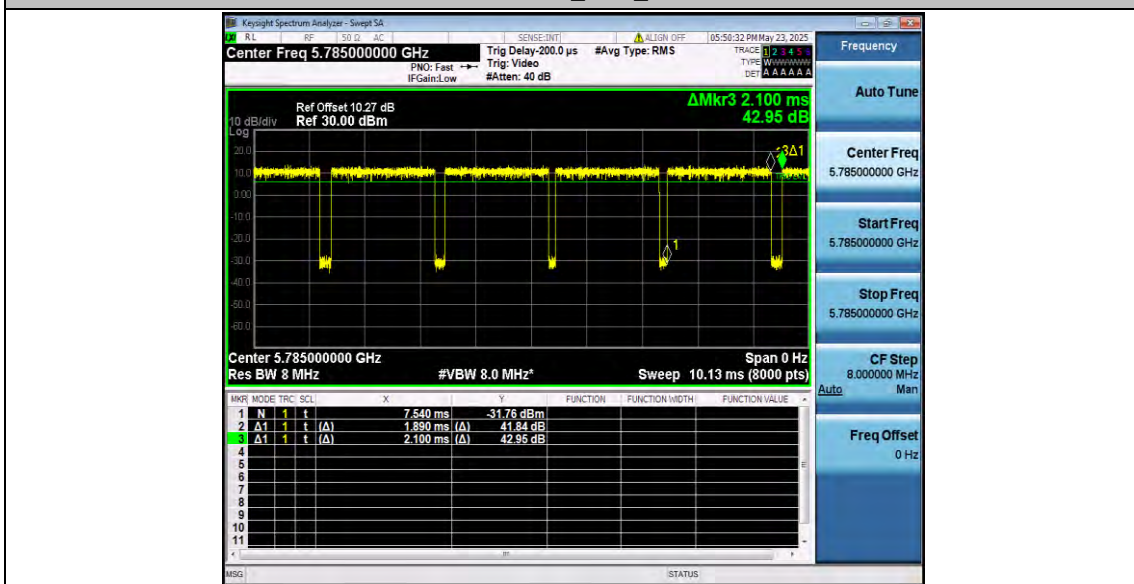 Keysight Spectrum Analyzer - Swept SA
RL RF 50 Ω AC SENSE:INT ALIGN OFF 05:50:32 PM May 23, 2025
Center Freq 5.785000000 GHz
PNO: Fast
IFGain:Low
Trig Delay-200.0 µs
Trig: Video
#Atten: 40 dB
#Avg Type: RMS
TRACE 1 2 3 4 5 6
TYPE W
DET A A A A A A
Frequency
Auto Tune
Center Freq
5.785000000 GHz
Start Freq
5.785000000 GHz
Stop Freq
5.785000000 GHz
CF Step
8.000000 MHz
Auto Man
Freq Offset
0 Hz
Ref Offset 10.27 dB
10 dB/div Ref 30.00 dBm
Log
ΔMkr3 2.100 ms
42.95 dB
20.0
10.0
0.00
-10.0
-20.0
-30.0
-40.0
-50.0
-60.0
3Δ1
1
Center 5.785000000 GHz Span 0 Hz
Res BW 8 MHz #VBW 8.0 MHz* Sweep 10.13 ms (8000 pts)
MKR MODE TRC SCL X Y FUNCTION FUNCTION WIDTH FUNCTION VALUE
1 N 1 t 7.540 ms -31.76 dBm
2 Δ1 1 t (Δ) 1.890 ms (Δ) 41.84 dB
3 Δ1 1 t (Δ) 2.100 ms (Δ) 42.95 dB
4
5
6
7
8
9
10
11
MSG STATUS